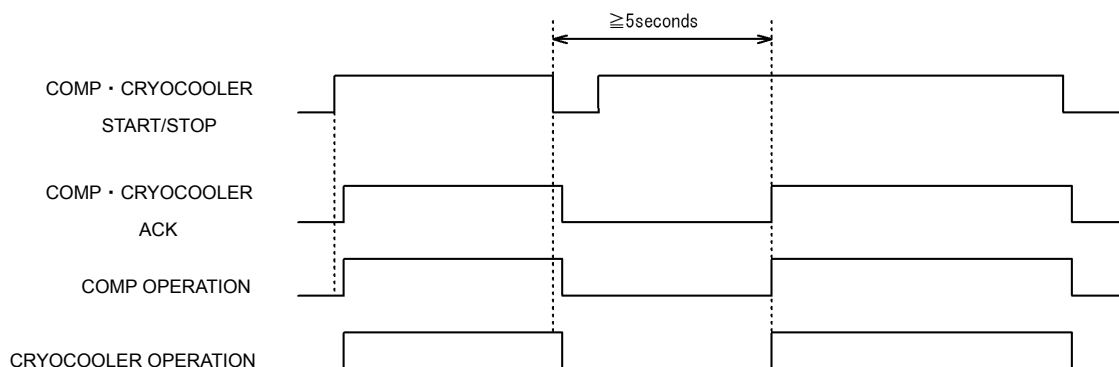 ≧5seconds
COMP・CRYOCOOLER
START/STOP
COMP・CRYOCOOLER
ACK
COMP OPERATION
CRYOCOOLER OPERATION